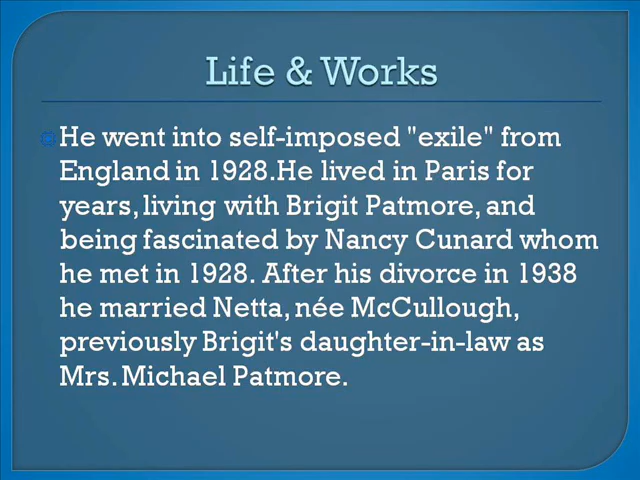 Life & Works
He went into self-imposed "exile" from
England in 1928.He lived in Paris for
years, living with Brigit Patmore, and
being fascinated by Nancy Cunard whom
he met in 1928. After his divorce in 1938
he married Netta, née McCullough,
previously Brigit's daughter-in-law as
Mrs. Michael Patmore.